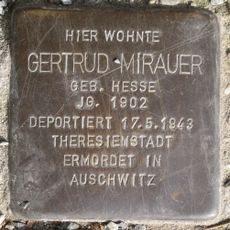 HIER WOHNTE
GERTRUD MIRAUER
GEB. HESSE
JG. 1902
DEPORTIERT 17.5.1943
THERESIENSTADT
ERMORDET IN
AUSCHWITZ